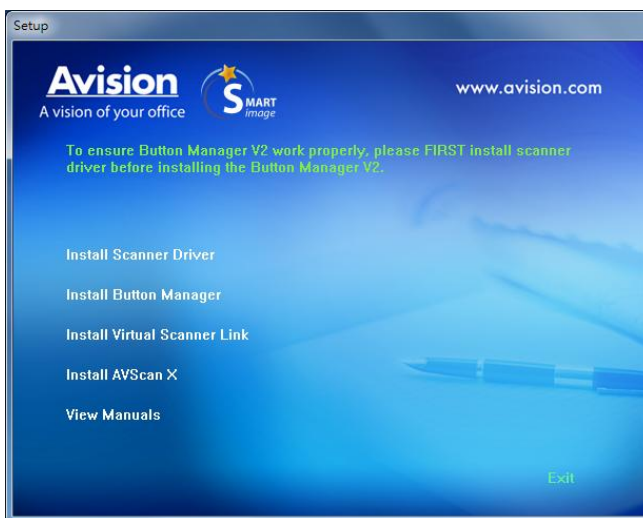 Setup
Avision
A vision of your office
SMART
image
www.avision.com
To ensure Button Manager V2 work properly, please FIRST install scanner
driver before installing the Button Manager V2.
Install Scanner Driver
Install Button Manager
Install Virtual Scanner Link
Install AVScan X
View Manuals
Exit